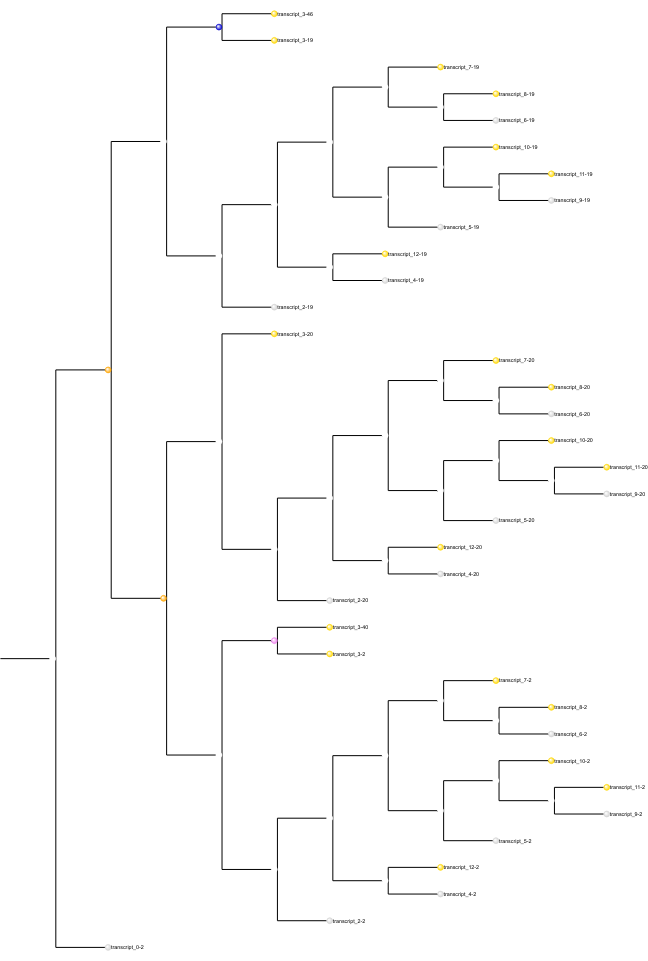 transcript_3-46
transcript_3-19
transcript_7-19
transcript_8-19
transcript_6-19
transcript_10-19
transcript_11-19
transcript_9-19
transcript_5-19
transcript_12-19
transcript_4-19
transcript_2-19
transcript_3-20
transcript_7-20
transcript_8-20
transcript_6-20
transcript_10-20
transcript_11-20
transcript_9-20
transcript_5-20
transcript_12-20
transcript_4-20
transcript_2-20
transcript_3-40
transcript_3-2
transcript_7-2
transcript_8-2
transcript_6-2
transcript_10-2
transcript_11-2
transcript_9-2
transcript_5-2
transcript_12-2
transcript_4-2
transcript_2-2
transcript_0-2